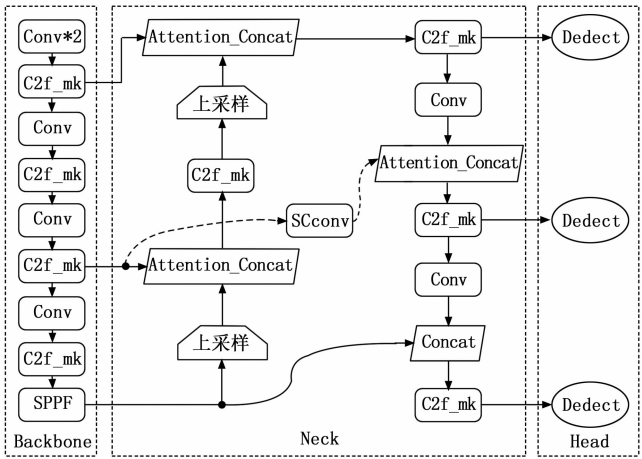 Conv*2
C2f_mk
Conv
C2f_mk
Conv
C2f_mk
Conv
C2f_mk
SPPF
Backbone
Attention_Concat
上采样
C2f_mk
SCconv
Attention_Concat
上采样
C2f_mk
Conv
Attention_Concat
C2f_mk
Conv
Concat
C2f_mk
Neck
Dedect
Dedect
Dedect
Head